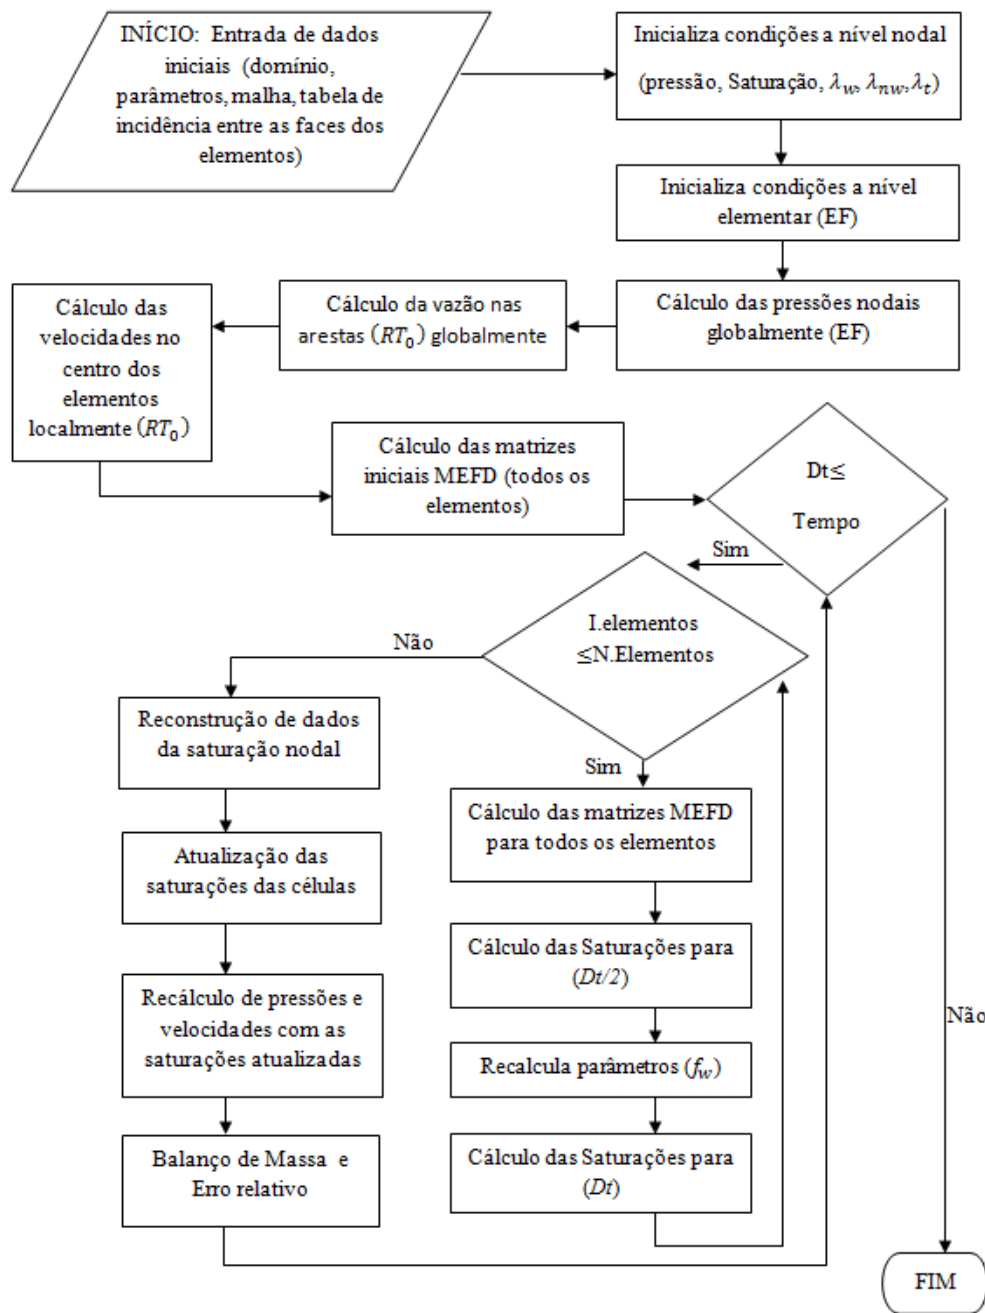 INÍCIO: Entrada de dados
iniciais (domínio,
parâmetros, malha, tabela de
incidência entre as faces dos
elementos)
Inicializa condições a nível nodal
(pressão, Saturação, λw, λnw, λt)
Inicializa condições a nível
elementar (EF)
Cálculo das pressões nodais
globalmente (EF)
Cálculo da vazão nas
arestas (RT0) globalmente
Cálculo das
velocidades no
centro dos
elementos
localmente (RT0)
Cálculo das matrizes
iniciais MEFD (todos os
elementos)
Dt≤
Tempo
Sim
Não
I.elementos
≤N.Elementos
Não
Sim
Reconstrução de dados
da saturação nodal
Atualização das
saturações das células
Recálculo de pressões e
velocidades com as
saturações atualizadas
Balanço de Massa e
Erro relativo
Cálculo das matrizes MEFD
para todos os elementos
Cálculo das Saturações para
(Dt/2)
Recalcula parâmetros (fw)
Cálculo das Saturações para
(Dt)
FIM